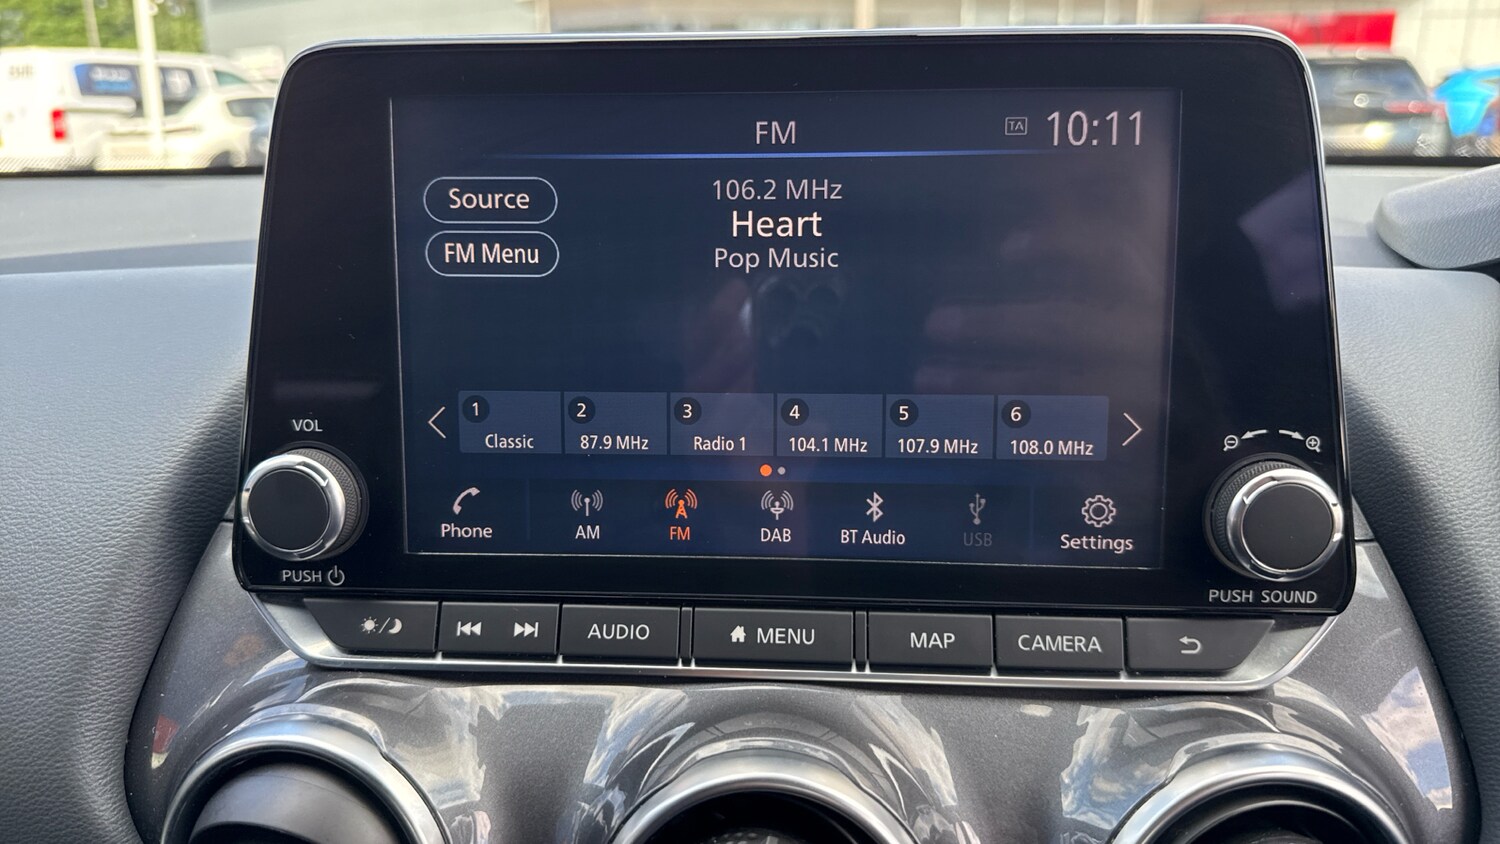 FM
TA 10:11
Source
106.2 MHz
Heart
FM Menu
Pop Music
1 2 3 4 5 6
Classic 87.9 MHz Radio 1 104.1 MHz 107.9 MHz 108.0 MHz
Phone AM FM DAB BT Audio USB Settings
VOL
PUSH
PUSH SOUND
AUDIO MENU MAP CAMERA